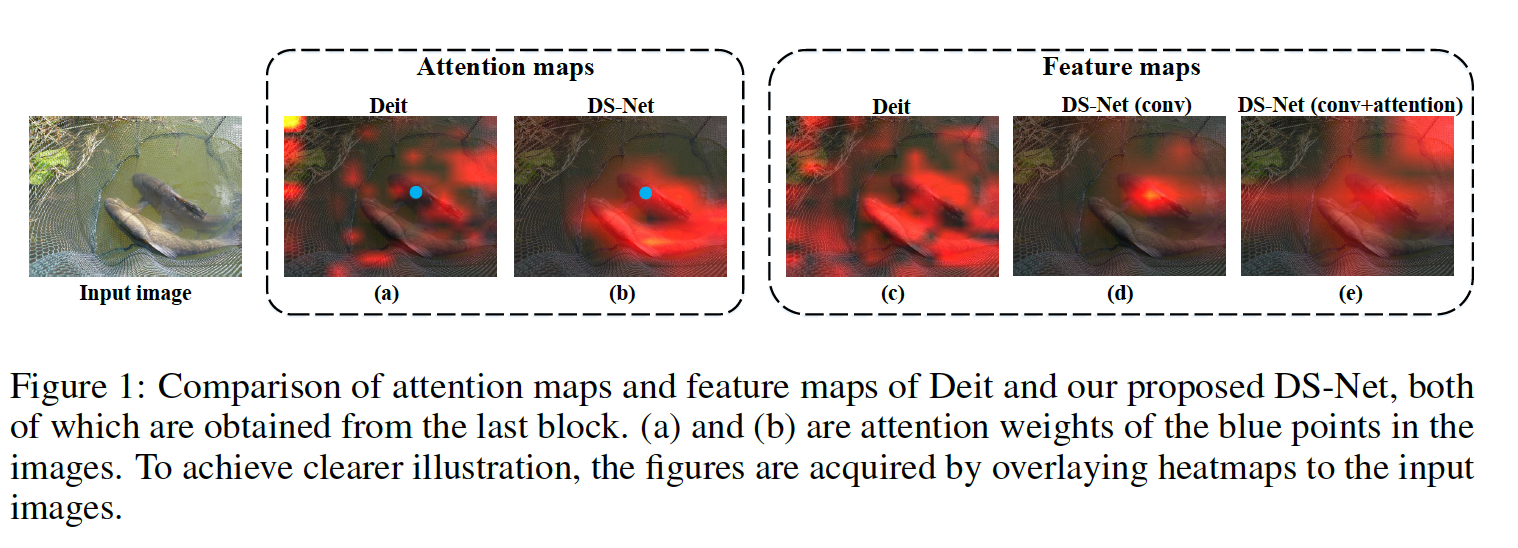 Attention maps
Feature maps
Deit
DS-Net
Deit
DS-Net (conv)
DS-Net (conv+attention)
Input image
(a)
(b)
(c)
(d)
(e)
Figure 1: Comparison of attention maps and feature maps of Deit and our proposed DS-Net, both
of which are obtained from the last block. (a) and (b) are attention weights of the blue points in the
images. To achieve clearer illustration, the figures are acquired by overlaying heatmaps to the input
images.